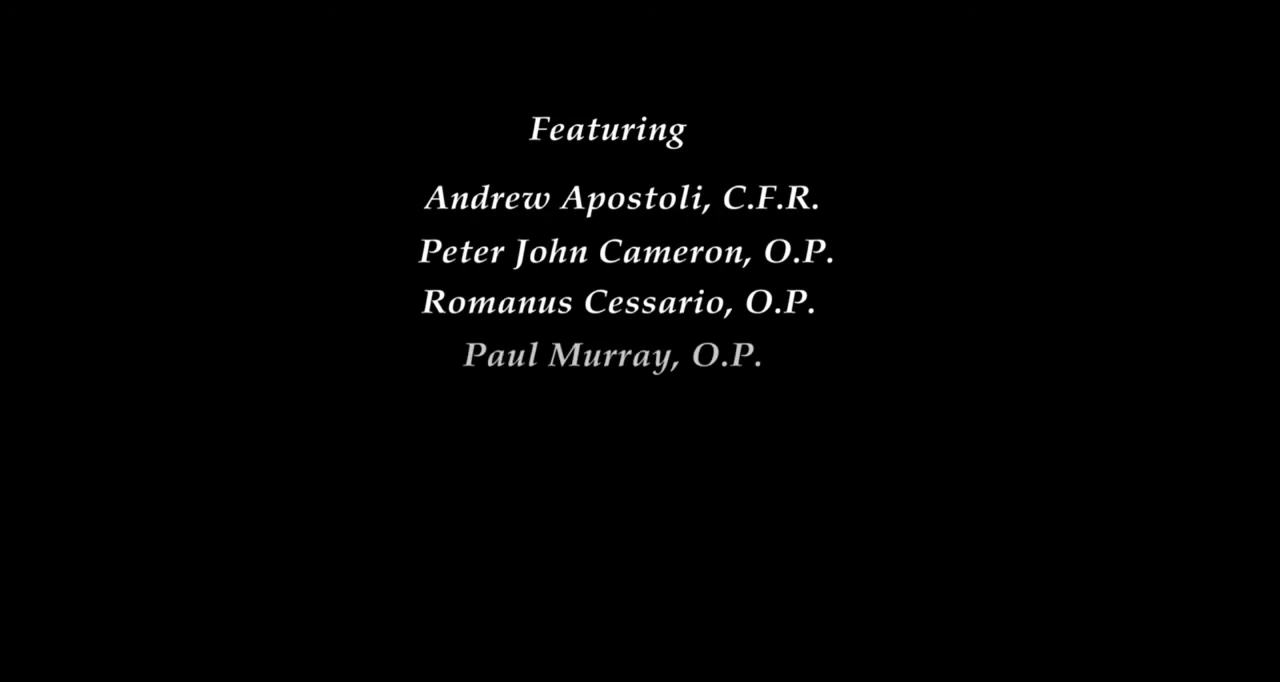 Featuring
Andrew Apostoli, C.F.R.
Peter John Cameron, O.P.
Romanus Cessario, O.P.
Paul Murray, O.P.